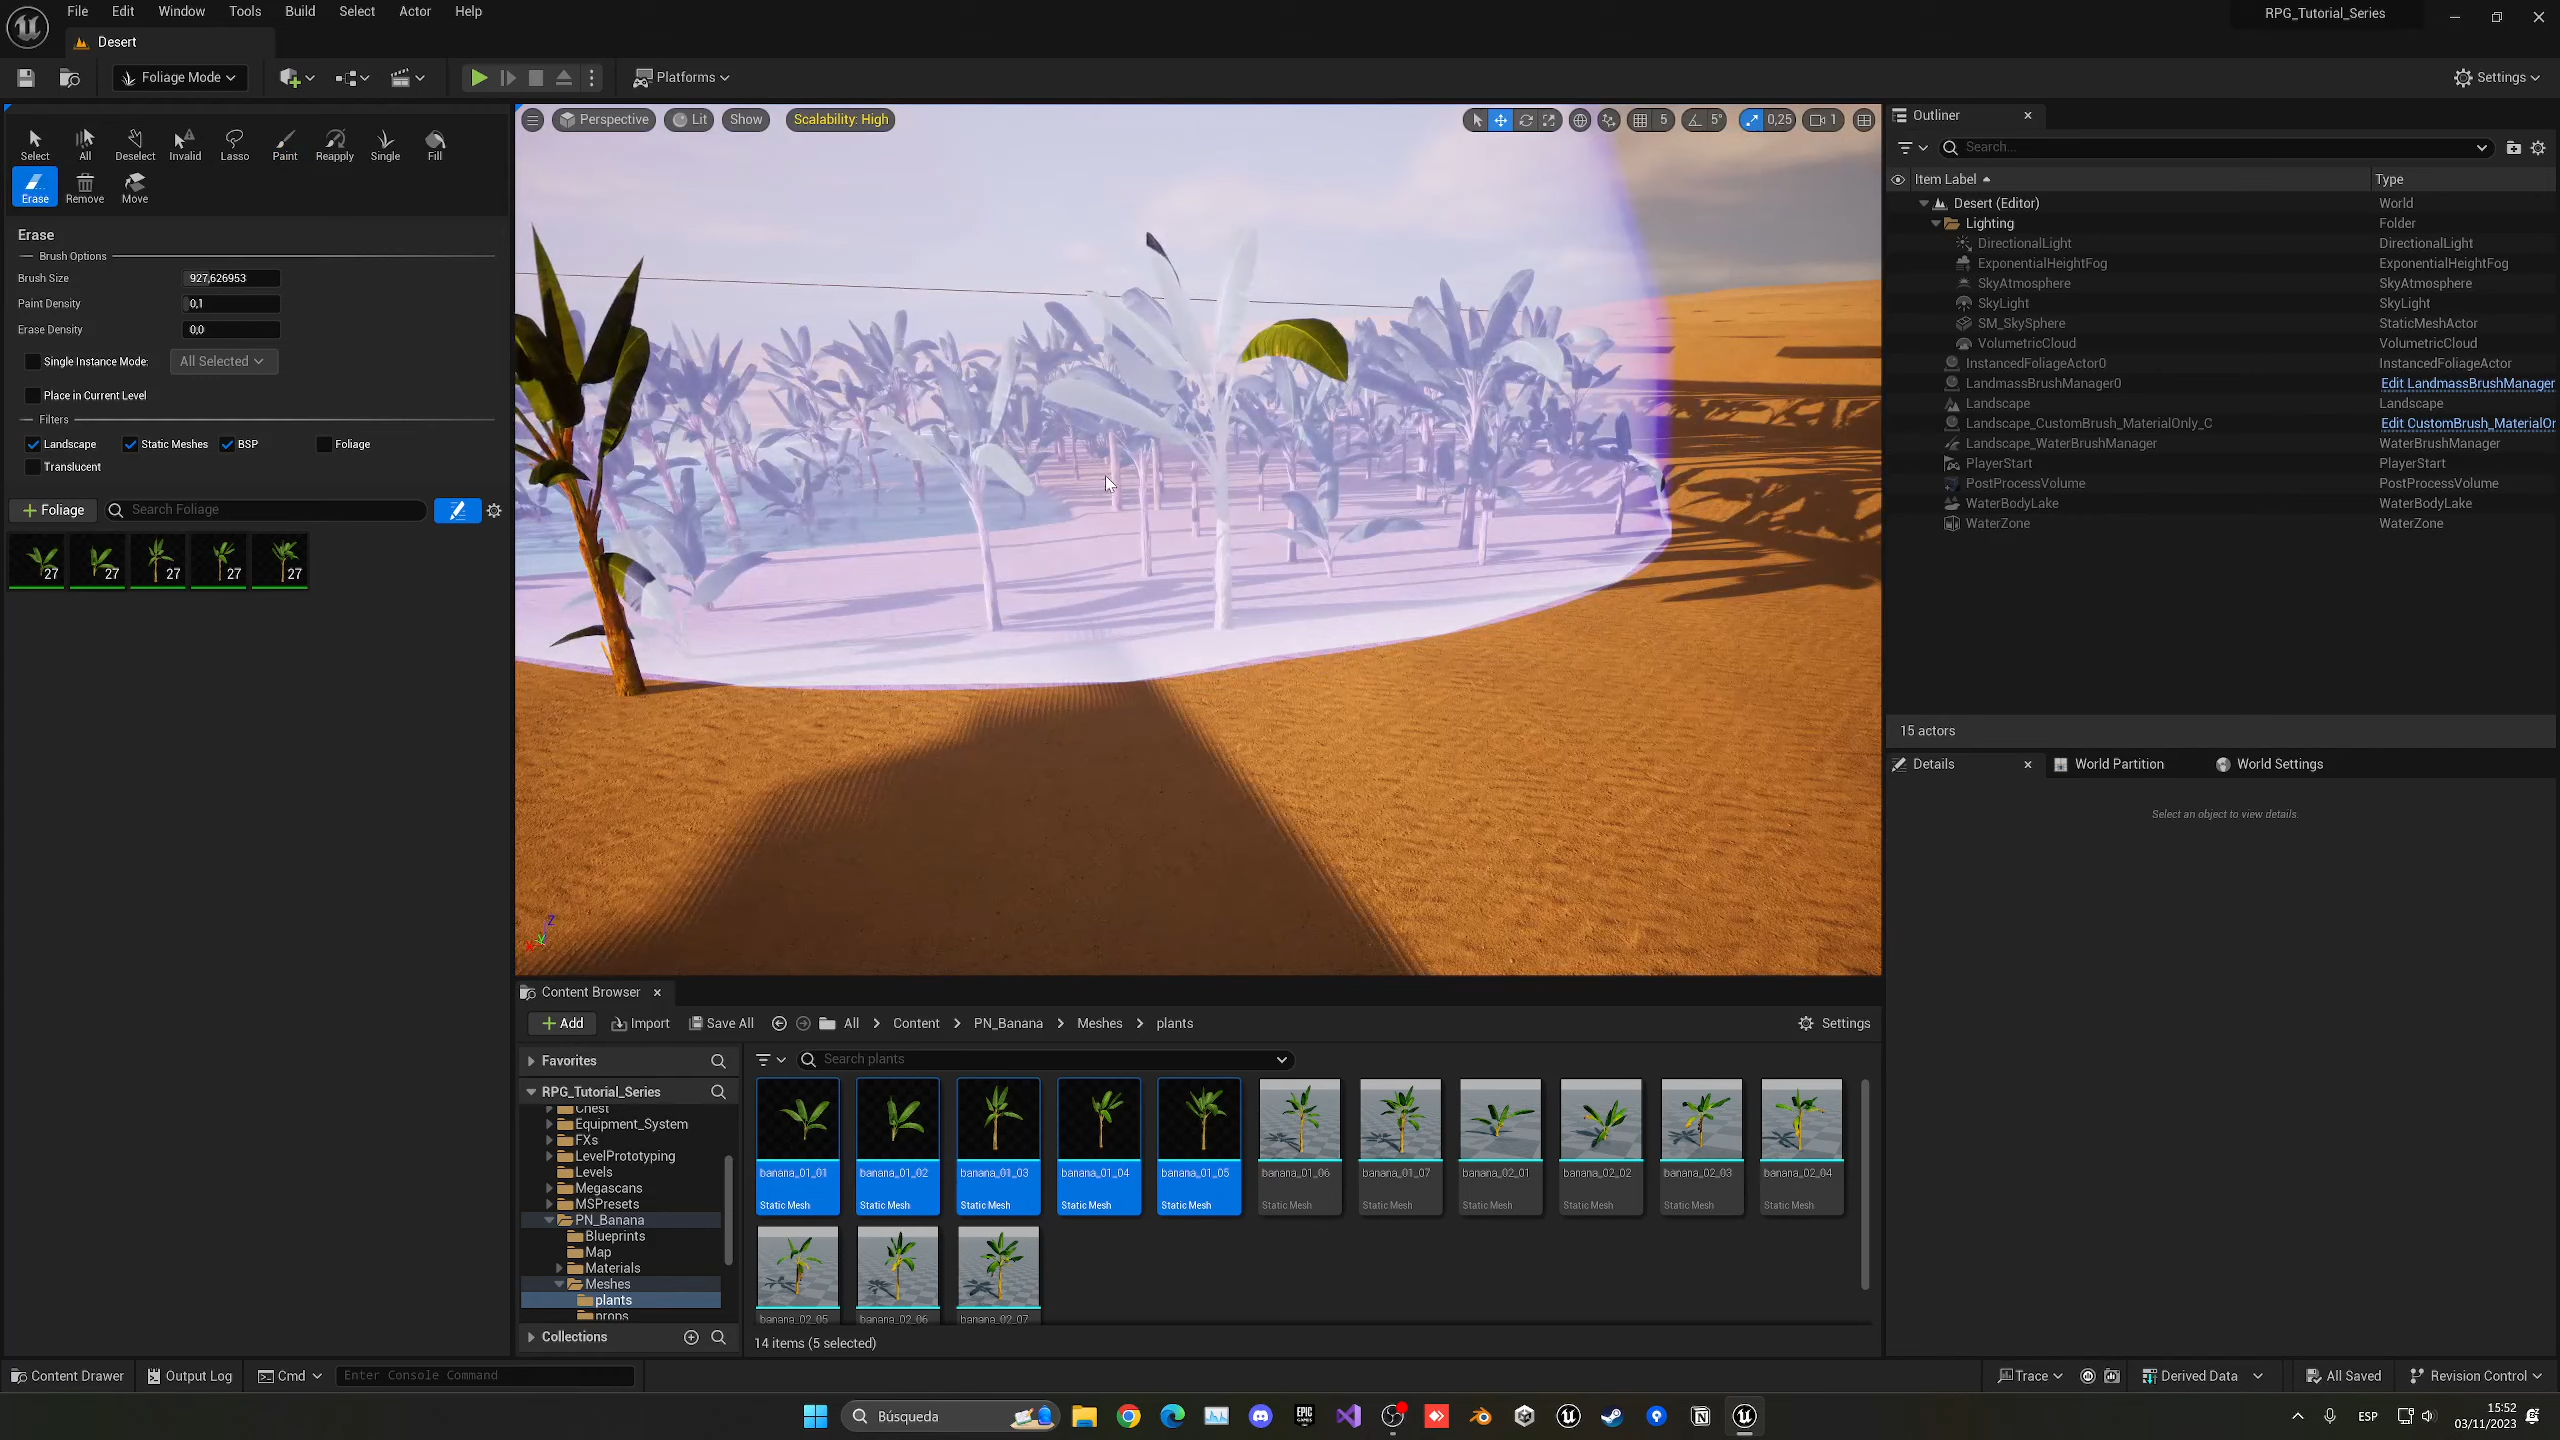 File Edit Window Tools Build Select Actor Help
RPG_Tutorial_Series
Desert
Foliage Mode
Platforms
Settings
Select All Deselect Invalid Lasso Paint Reapply Single Fill
Erase Remove Move
Erase
Brush Options
Brush Size 927,626953
Paint Density 0,1
Erase Density 0,0
Single Instance Mode: All Selected
Place in Current Level
Filters
Landscape Static Meshes BSP Foliage
Translucent
Foliage Search Foliage
27 27 27 27 27
Perspective Lit Show Scalability: High
5 5° 0,25 1
Z
Outliner
Search...
Item Label Type
Desert (Editor) World
Lighting Folder
DirectionalLight DirectionalLight
ExponentialHeightFog ExponentialHeightFog
SkyAtmosphere SkyAtmosphere
SkyLight SkyLight
SM_SkySphere StaticMeshActor
VolumetricCloud VolumetricCloud
InstancedFoliageActor0 InstancedFoliageActor
LandmassBrushManager0 Edit LandmassBrushManager
Landscape Landscape
Landscape_CustomBrush_MaterialOnly_C Edit CustomBrush_MaterialOn
Landscape_WaterBrushManager WaterBrushManager
PlayerStart PlayerStart
PostProcessVolume PostProcessVolume
WaterBodyLake WaterBodyLake
WaterZone WaterZone
15 actors
Details World Partition World Settings
Select an object to view details.
Content Browser
Add Import Save All All Content PN_Banana Meshes plants Settings
Favorites
Search plants
RPG_Tutorial_Series
Chest
Equipment_System
FXs
LevelPrototyping
Levels
Megascans
MSPresets
PN_Banana
Blueprints
Map
Materials
Meshes
plants
props
Collections
banana_01_01 banana_01_02 banana_01_03 banana_01_04 banana_01_05 banana_01_06 banana_01_07 banana_02_01 banana_02_02 banana_02_03 banana_02_04
Static Mesh Static Mesh Static Mesh Static Mesh Static Mesh Static Mesh Static Mesh Static Mesh Static Mesh Static Mesh Static Mesh
banana_02_05 banana_02_06 banana_02_07
14 items (5 selected)
Content Drawer Output Log Cmd Enter Console Command
Trace Derived Data All Saved Revision Control
Búsqueda
EPIC GAMES
ESP
15:52
03/11/2023